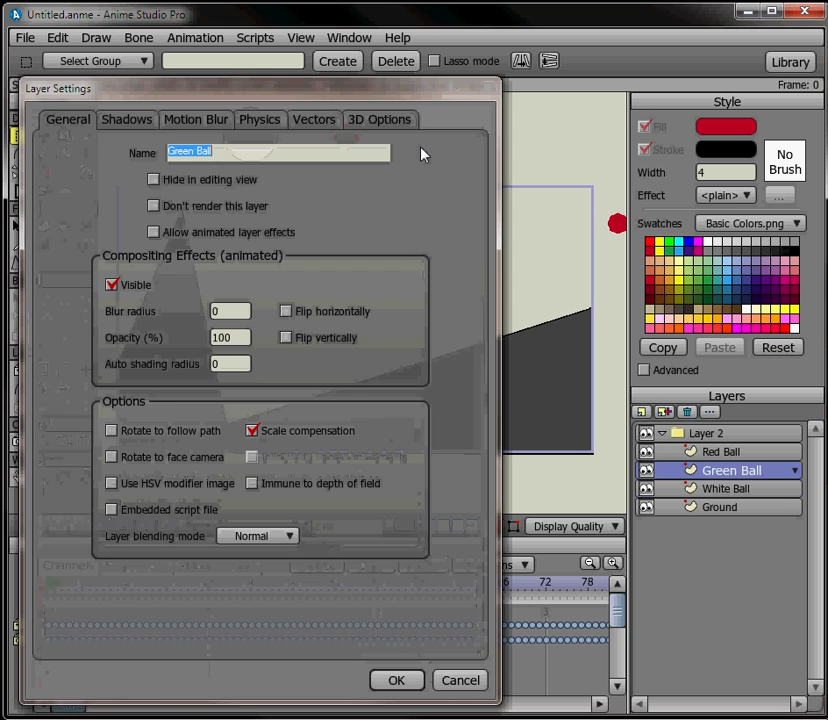 Untitled.anme - Anime Studio Pro
File Edit Draw Bone Animation Scripts View Window Help
Select Group Create Delete Lasso mode Library
Frame: 0
Layer Settings
General Shadows Motion Blur Physics Vectors 3D Options
Name Green Ball
Hide in editing view
Don't render this layer
Allow animated layer effects
Compositing Effects (animated)
Visible
Blur radius 0 Flip horizontally
Opacity (%) 100 Flip vertically
Auto shading radius 0
Options
Rotate to follow path Scale compensation
Rotate to face camera
Use HSV modifier image Immune to depth of field
Embedded script file
Layer blending mode Normal
Channels
OK Cancel
Style
Fill
Stroke
No
Brush
Width 4
Effect <plain> ...
Swatches Basic Colors.png
Copy Paste Reset
Advanced
Layers
Layer 2
Red Ball
Green Ball
White Ball
Ground
Display Quality
72 78
3